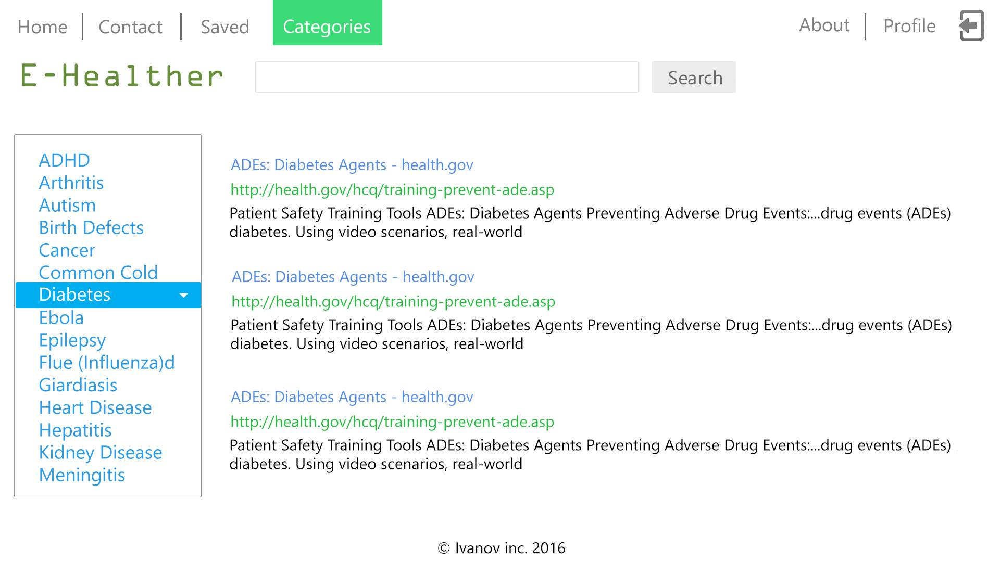 Home
Contact
Saved
Categories
About
Profile
E-Healther
Search
ADHD
Arthritis
Autism
Birth Defects
Cancer
Common Cold
Diabetes
Ebola
Epilepsy
Flue (Influenza)d
Giardiasis
Heart Disease
Hepatitis
Kidney Disease
Meningitis
ADEs: Diabetes Agents - health.gov
http://health.gov/hcq/training-prevent-ade.asp
Patient Safety Training Tools ADEs: Diabetes Agents Preventing Adverse Drug Events:...drug events (ADEs)
diabetes. Using video scenarios, real-world
ADEs: Diabetes Agents - health.gov
http://health.gov/hcq/training-prevent-ade.asp
Patient Safety Training Tools ADEs: Diabetes Agents Preventing Adverse Drug Events:...drug events (ADEs)
diabetes. Using video scenarios, real-world
ADEs: Diabetes Agents - health.gov
http://health.gov/hcq/training-prevent-ade.asp
Patient Safety Training Tools ADEs: Diabetes Agents Preventing Adverse Drug Events:...drug events (ADEs)
diabetes. Using video scenarios, real-world
© Ivanov inc. 2016